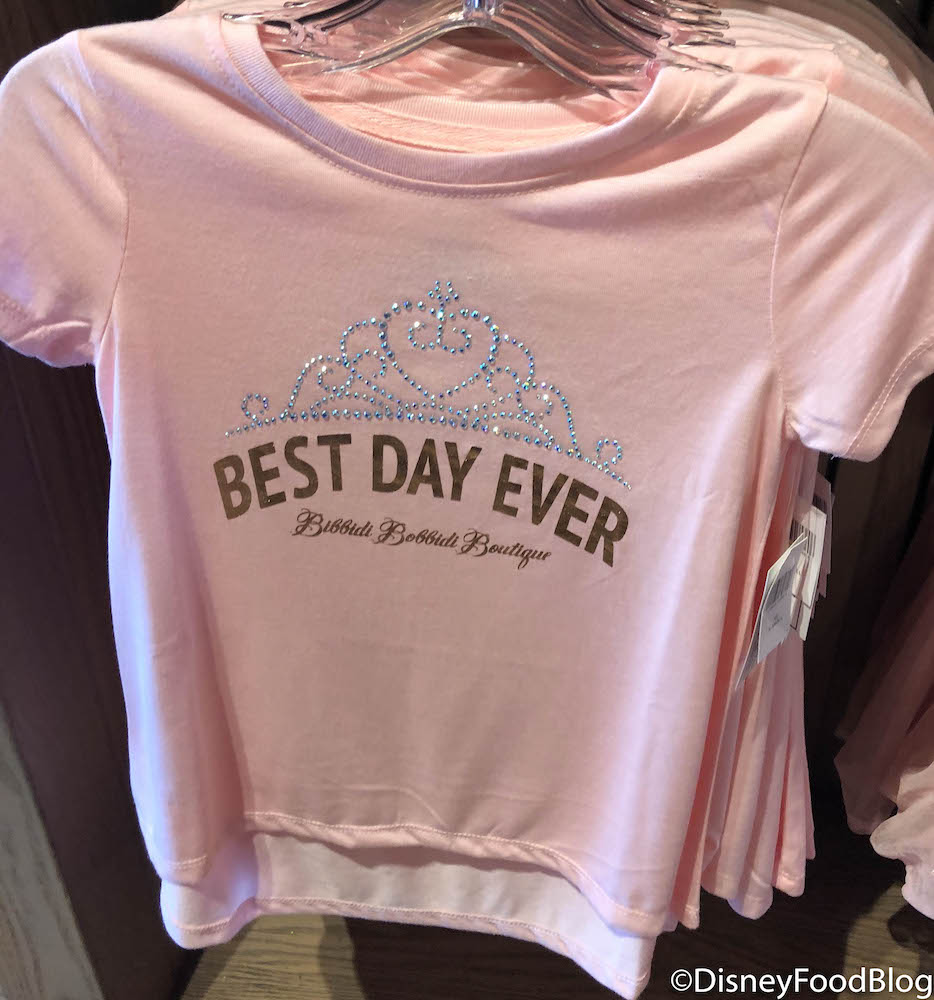 BEST DAY EVER
Bibbidi Bobbidi Boutique
©DisneyFoodBlog